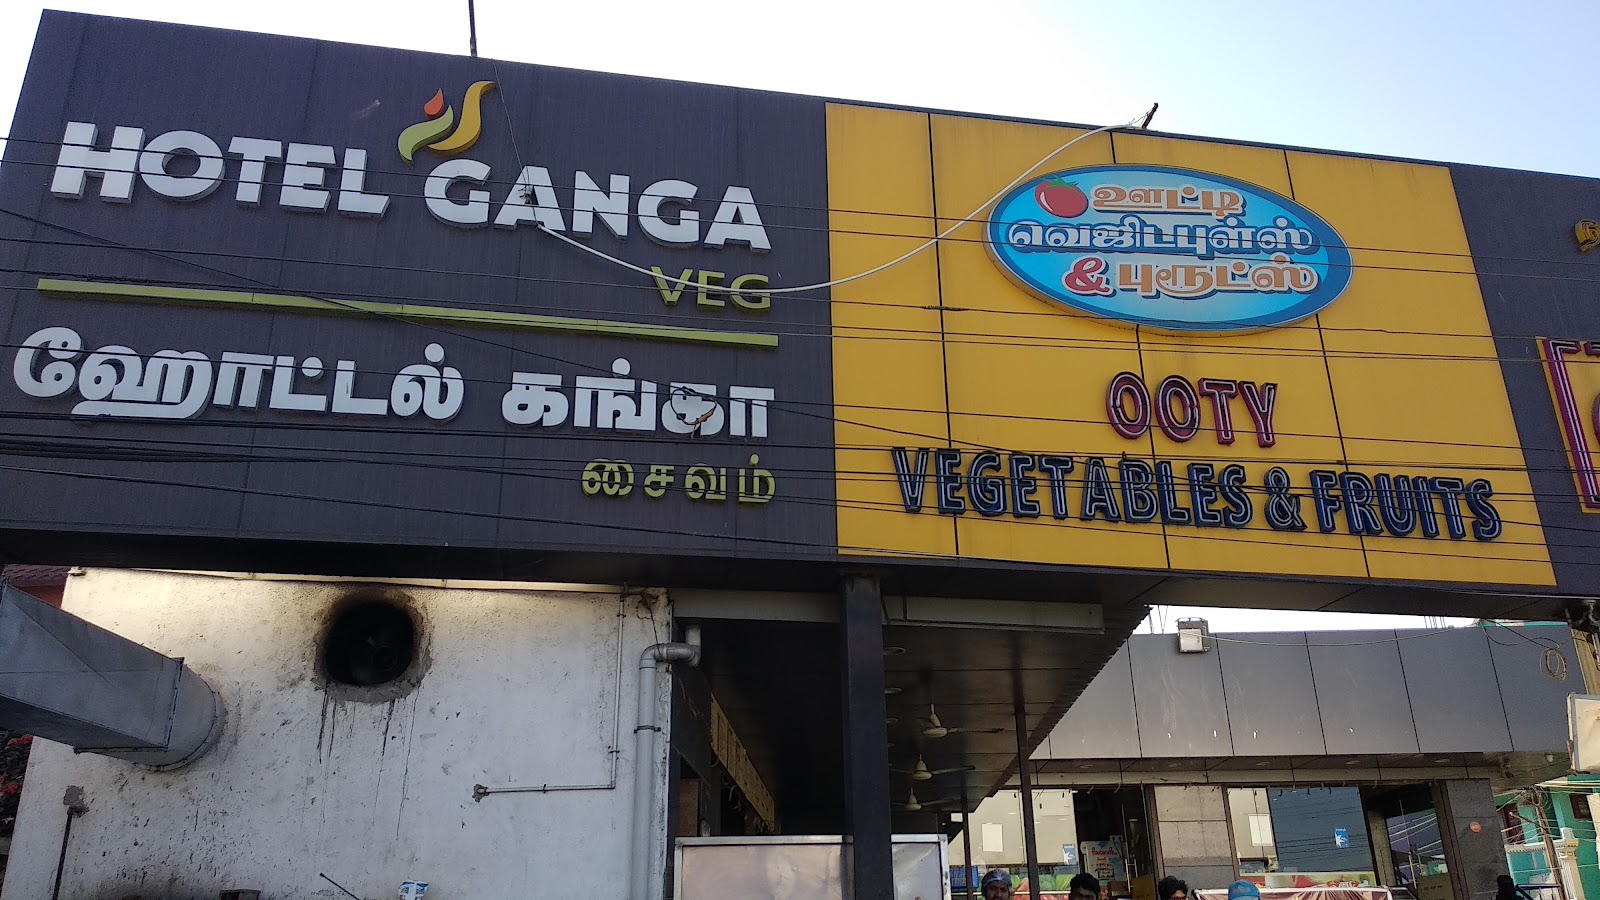 HOTEL GANGA
VEG
ஹோட்டல் கங்கா
சைவம்
ஊட்டி
வெஜிடபுள்ஸ்
& புரூட்ஸ்
OOTY
VEGETABLES & FRUITS